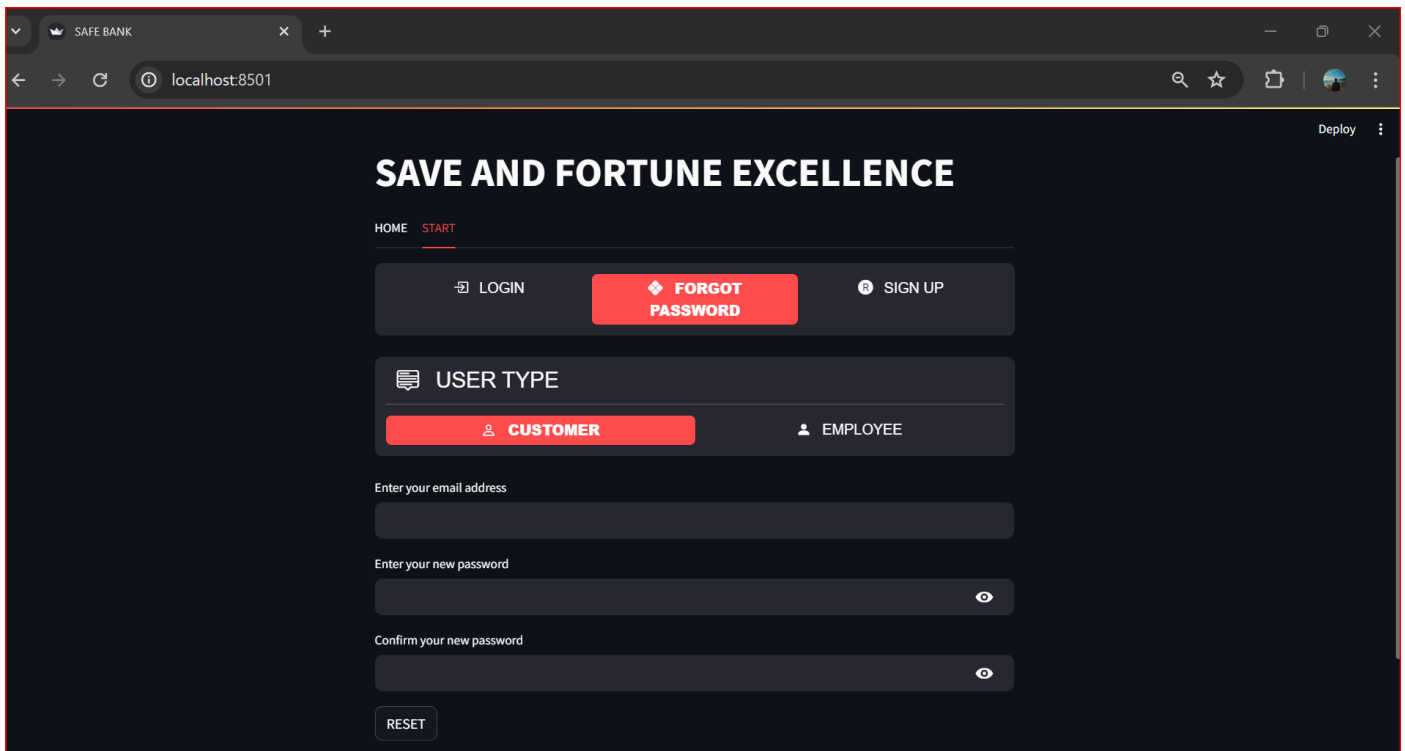 SAFE BANK
localhost:8501
Deploy
SAVE AND FORTUNE EXCELLENCE
HOME START
LOGIN FORGOT PASSWORD SIGN UP
USER TYPE
CUSTOMER EMPLOYEE
Enter your email address
Enter your new password
Confirm your new password
RESET